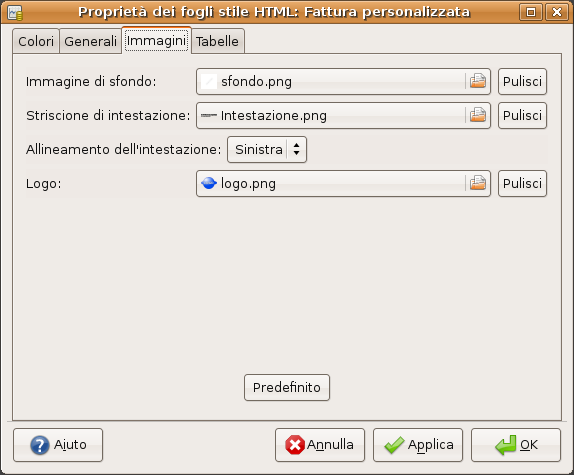 Proprietà dei fogli stile HTML: Fattura personalizzata
Colori Generali Immagini Tabelle
Immagine di sfondo: sfondo.png Pulisci
Striscione di intestazione: Intestazione.png Pulisci
Allineamento dell'intestazione: Sinistra
Logo: logo.png Pulisci
Predefinito
Aiuto Annulla Applica OK